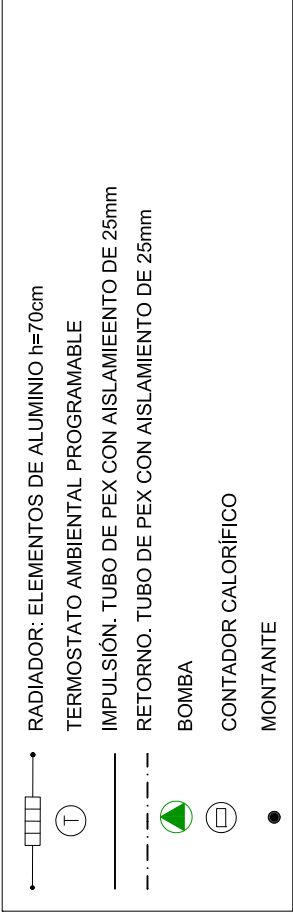 RADIADOR: ELEMENTOS DE ALUMINIO h=70cm
T TERMOSTATO AMBIENTAL PROGRAMABLE
IMPULSIÓN. TUBO DE PEX CON AISLAMIEENTO DE 25mm
RETORNO. TUBO DE PEX CON AISLAMIENTO DE 25mm
BOMBA
CONTADOR CALORÍFICO
MONTANTE